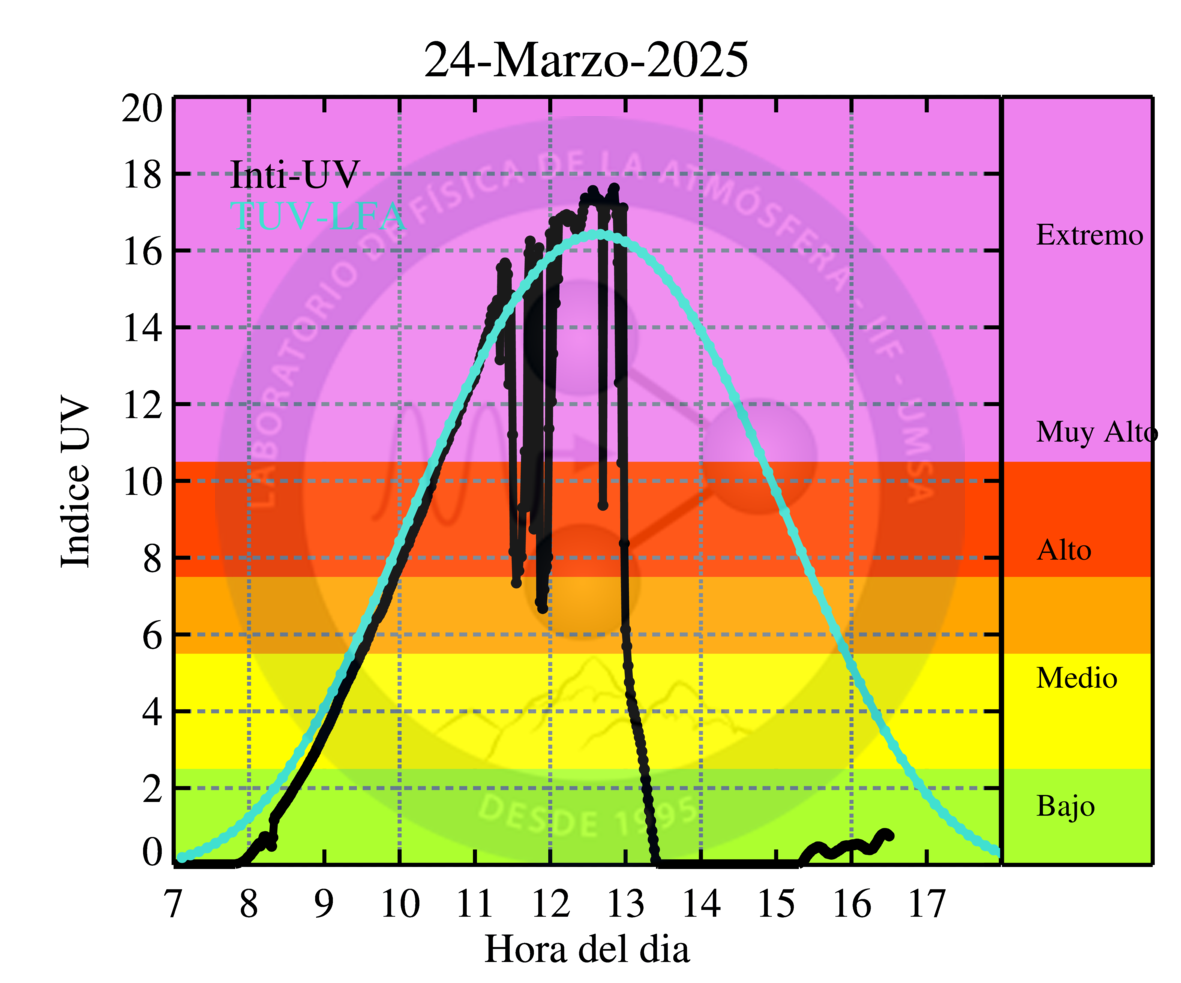 24-Marzo-2025
20
18
16
14
12
10
8
6
4
2
0
Indice UV
Inti-UV
TUV-LFA
LABORATORIO DE FÍSICA DE LA ATMÓSFERA - IIF - UMSA
DESDE 1995
Extremo
Muy Alto
Alto
Medio
Bajo
7 8 9 10 11 12 13 14 15 16 17
Hora del dia